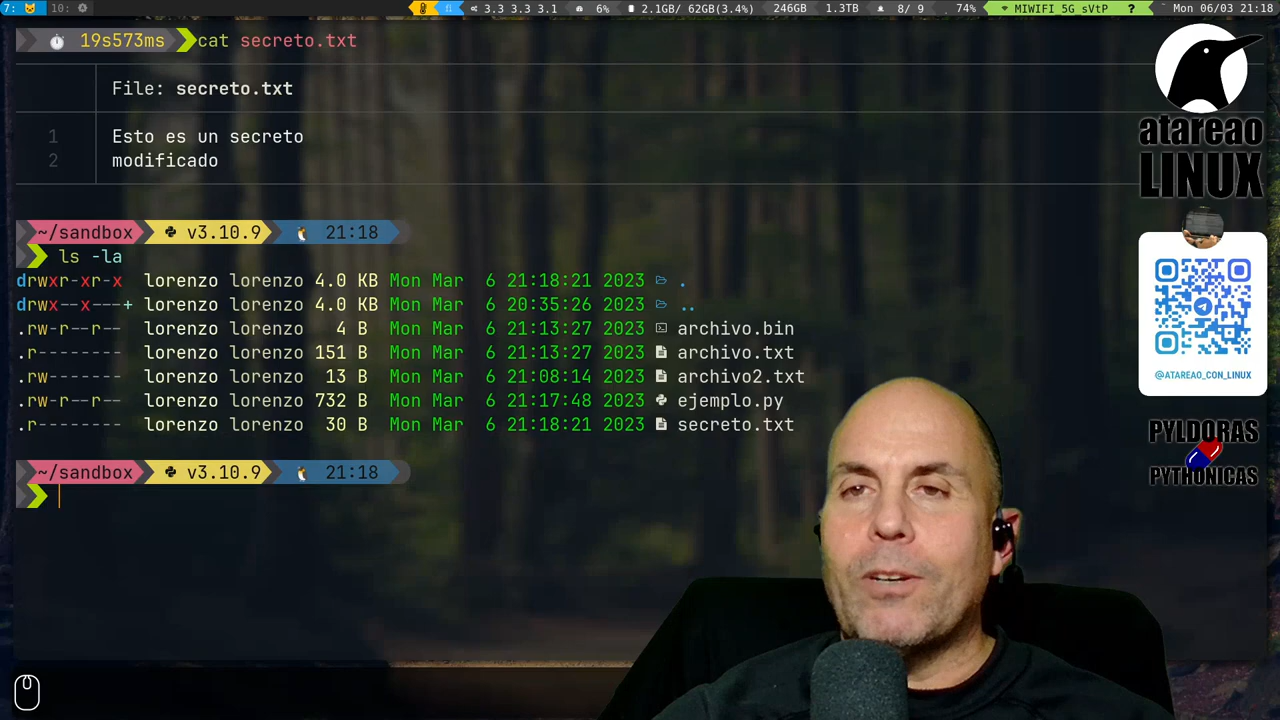 7: 10: 3.3 3.3 3.1 6% 2.1GB/ 62GB(3.4%) 246GB 1.3TB 8/ 9 74% MIWIFI_5G_sVtP ? Mon 06/03 21:18
19s573ms cat secreto.txt
File: secreto.txt
1 Esto es un secreto
2 modificado
~/sandbox v3.10.9 21:18
ls -la
drwxr-xr-x lorenzo lorenzo 4.0 KB Mon Mar 6 21:18:21 2023 .
drwx--x---+ lorenzo lorenzo 4.0 KB Mon Mar 6 20:35:26 2023 ..
.rw-r--r-- lorenzo lorenzo 4 B Mon Mar 6 21:13:27 2023 archivo.bin
.r-------- lorenzo lorenzo 151 B Mon Mar 6 21:13:27 2023 archivo.txt
.rw------- lorenzo lorenzo 13 B Mon Mar 6 21:08:14 2023 archivo2.txt
.rw-r--r-- lorenzo lorenzo 732 B Mon Mar 6 21:17:48 2023 ejemplo.py
.r-------- lorenzo lorenzo 30 B Mon Mar 6 21:18:21 2023 secreto.txt
~/sandbox v3.10.9 21:18
atareao
LINUX
@ATAREAO_CON_LINUX
PYLDORAS
PYTHONICAS